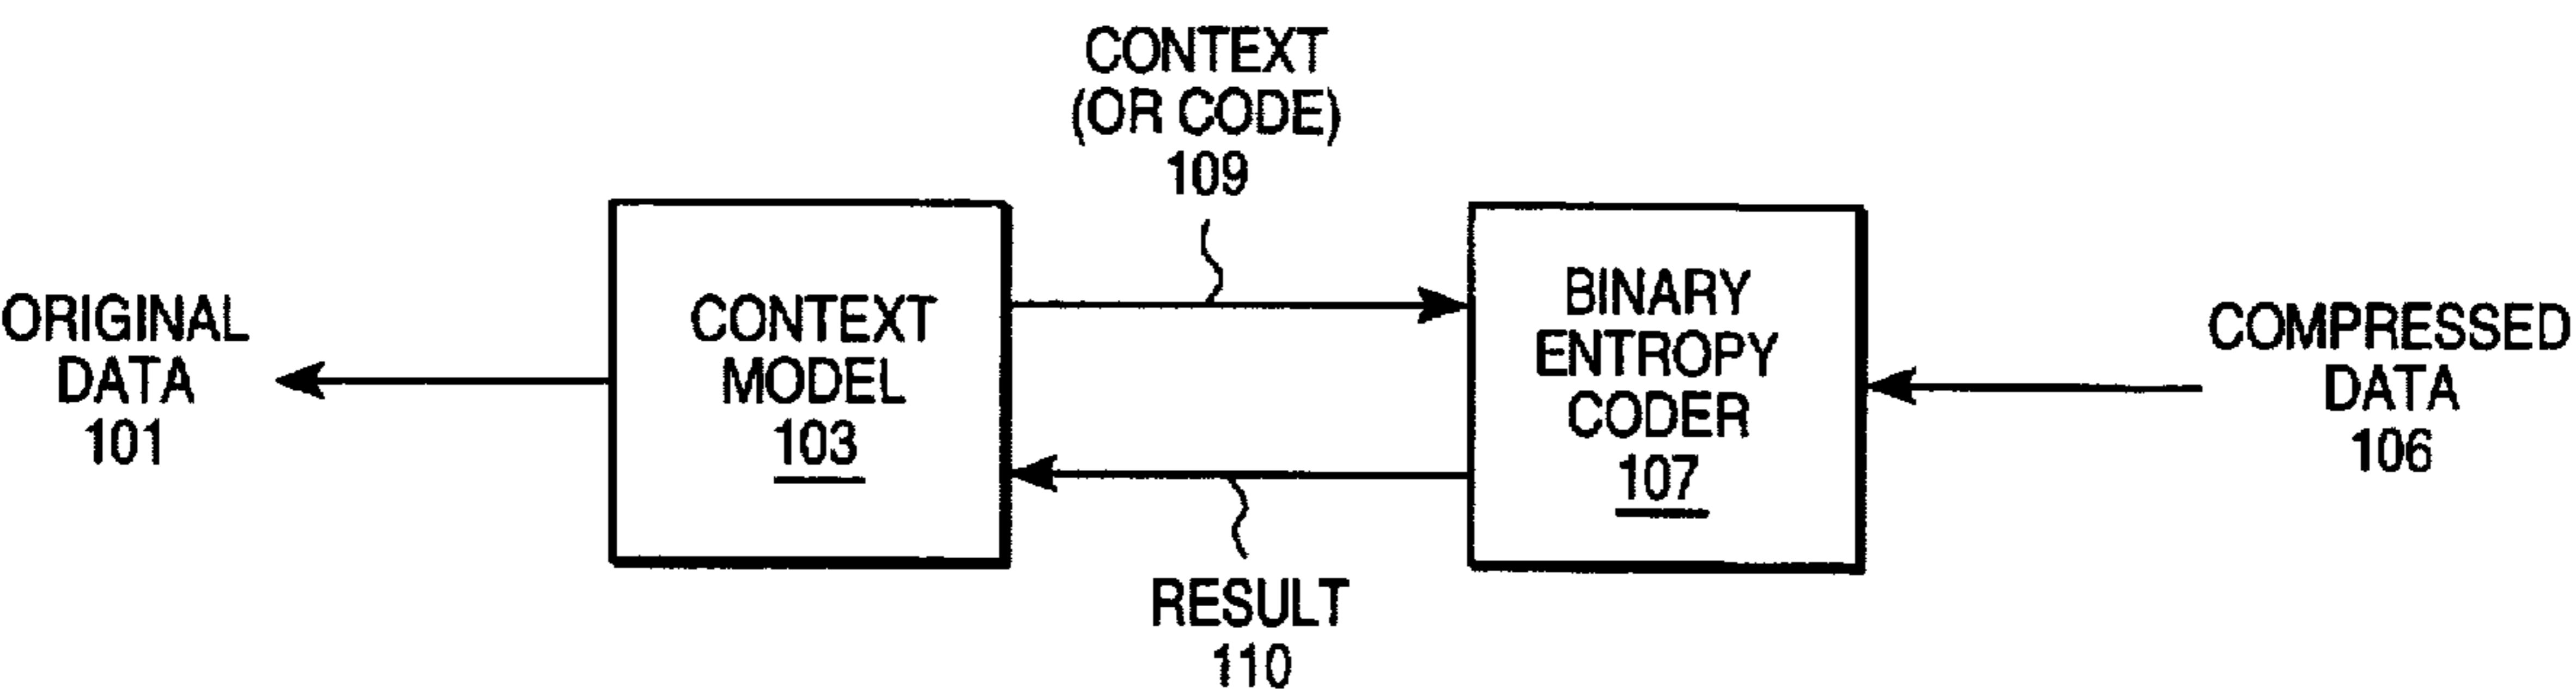 CONTEXT
(OR CODE)
109
ORIGINAL
DATA
101
CONTEXT
MODEL
103
BINARY
ENTROPY
CODER
107
COMPRESSED
DATA
106
RESULT
110